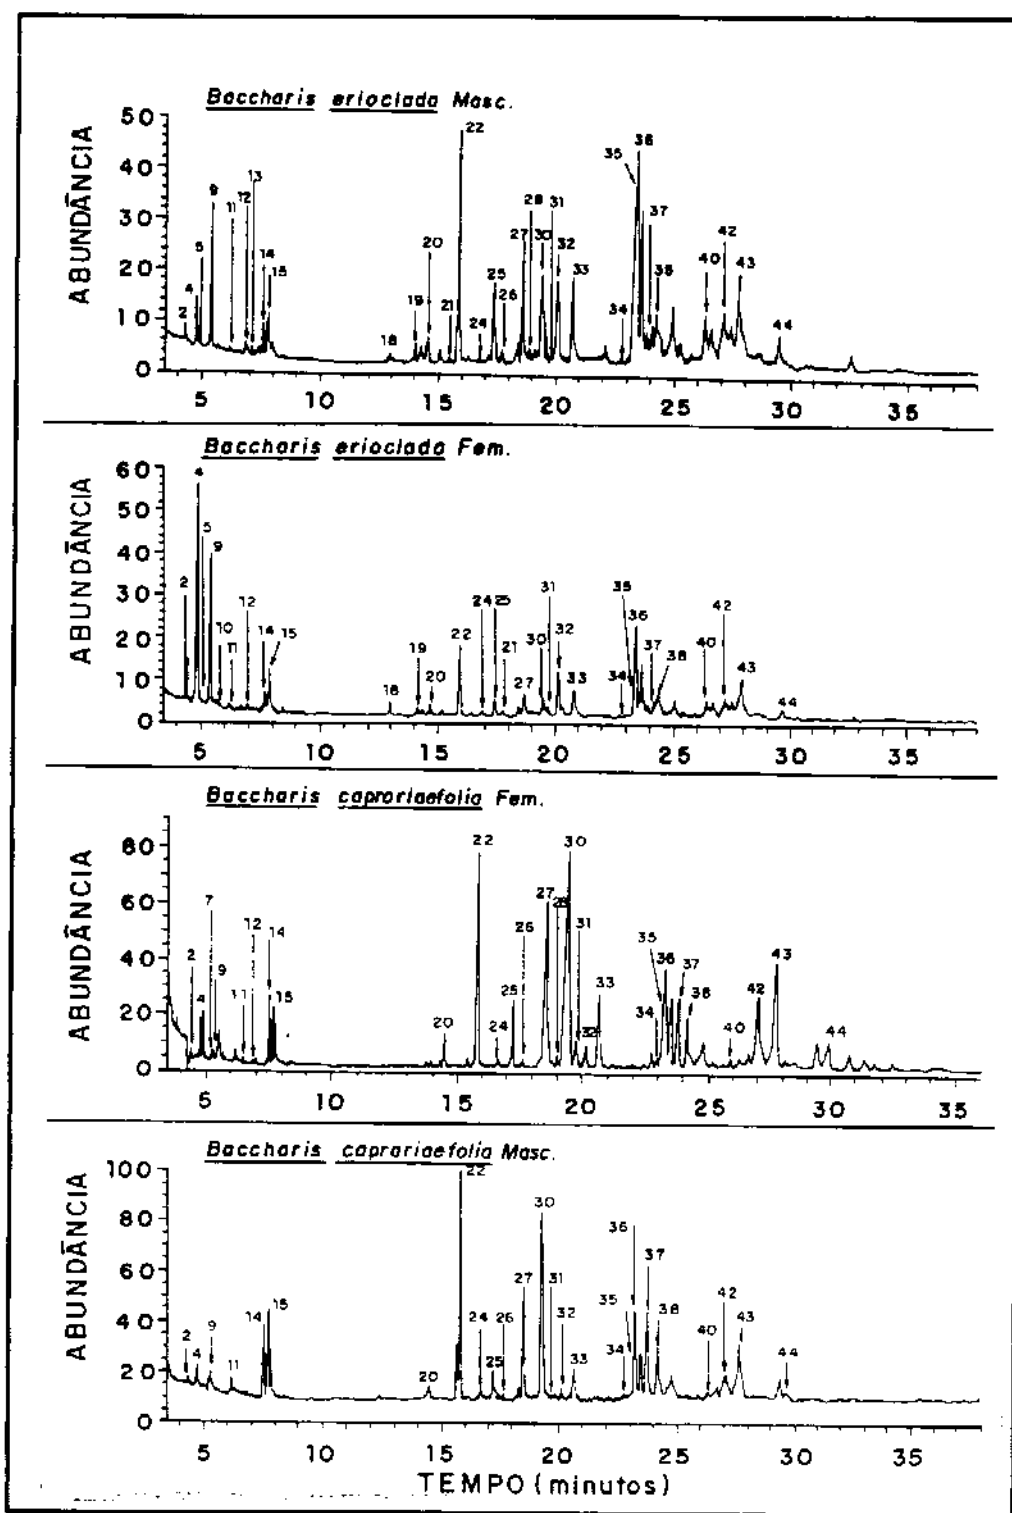 Baccharis erioclada Masc.
ABUNDÂNCIA
50
40
30
20
10
0
2 4 5 9 11 12 13 14 15 18 19 20 21 22 24 25 26 27 28 30 31 32 33 34 35 36 37 38 40 42 43 44
5 10 15 20 25 30 35
Baccharis erioclada Fem.
ABUNDÂNCIA
60
50
40
30
20
10
0
2 4 5 9 10 11 12 14 15 18 19 20 22 24 25 21 27 30 31 32 33 34 35 36 37 38 40 42 43 44
5 10 15 20 25 30 35
Baccharis caprariaefolia Fem.
ABUNDÂNCIA
80
60
40
20
0
2 4 7 9 11 12 14 15 20 22 24 25 26 27 28 30 31 32 33 34 35 36 37 38 40 42 43 44
5 10 15 20 25 30 35
Baccharis caprariaefolia Masc.
ABUNDÂNCIA
100
80
60
40
20
0
2 4 9 11 14 15 20 22 24 25 26 27 30 31 32 33 34 35 36 37 38 40 42 43 44
5 10 15 20 25 30 35
TEMPO (minutos)